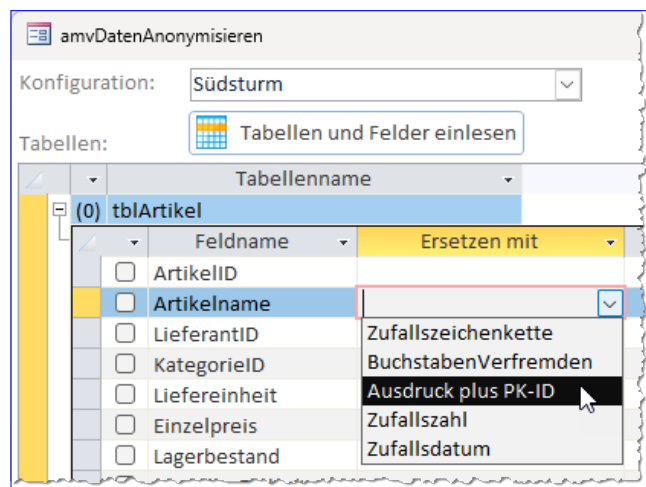 amvDatenAnonymisieren
Konfiguration: Südsturm
Tabellen und Felder einlesen
Tabellen:
Tabellenname
(0) tblArtikel
Feldname Ersetzen mit
ArtikelID
Artikelname
LieferantID Zufallszeichenkette
KategorieID BuchstabenVerfremden
Liefereinheit Ausdruck plus PK-ID
Einzelpreis Zufallszahl
Lagerbestand Zufallsdatum